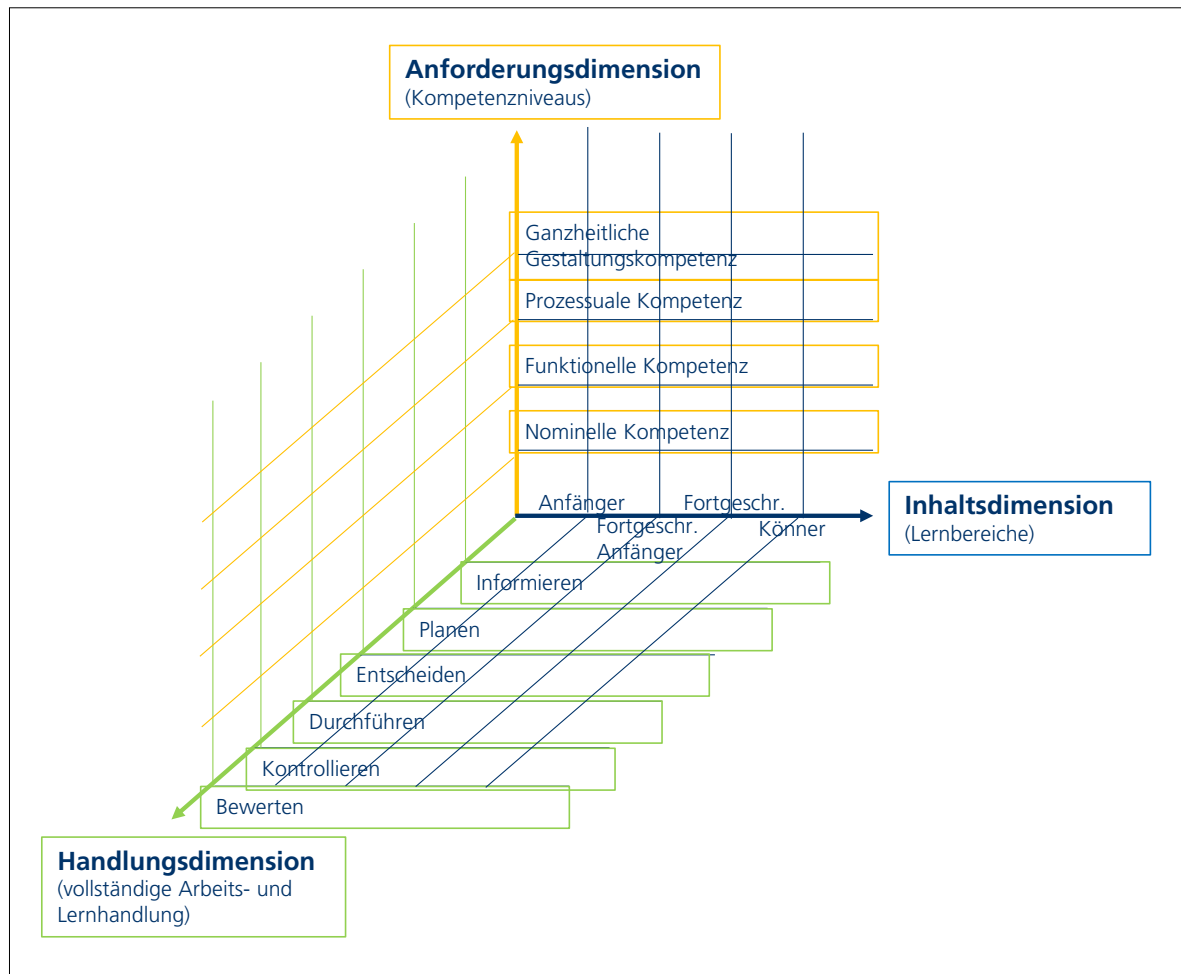 Anforderungsdimension
(Kompetenzniveaus)
Ganzheitliche
Gestaltungskompetenz
Prozessuale Kompetenz
Funktionelle Kompetenz
Nominelle Kompetenz
Anfänger
Fortgeschr.
Fortgeschr.
Anfänger
Könner
Inhaltsdimension
(Lernbereiche)
Informieren
Planen
Entscheiden
Durchführen
Kontrollieren
Bewerten
Handlungsdimension
(vollständige Arbeits- und
Lernhandlung)